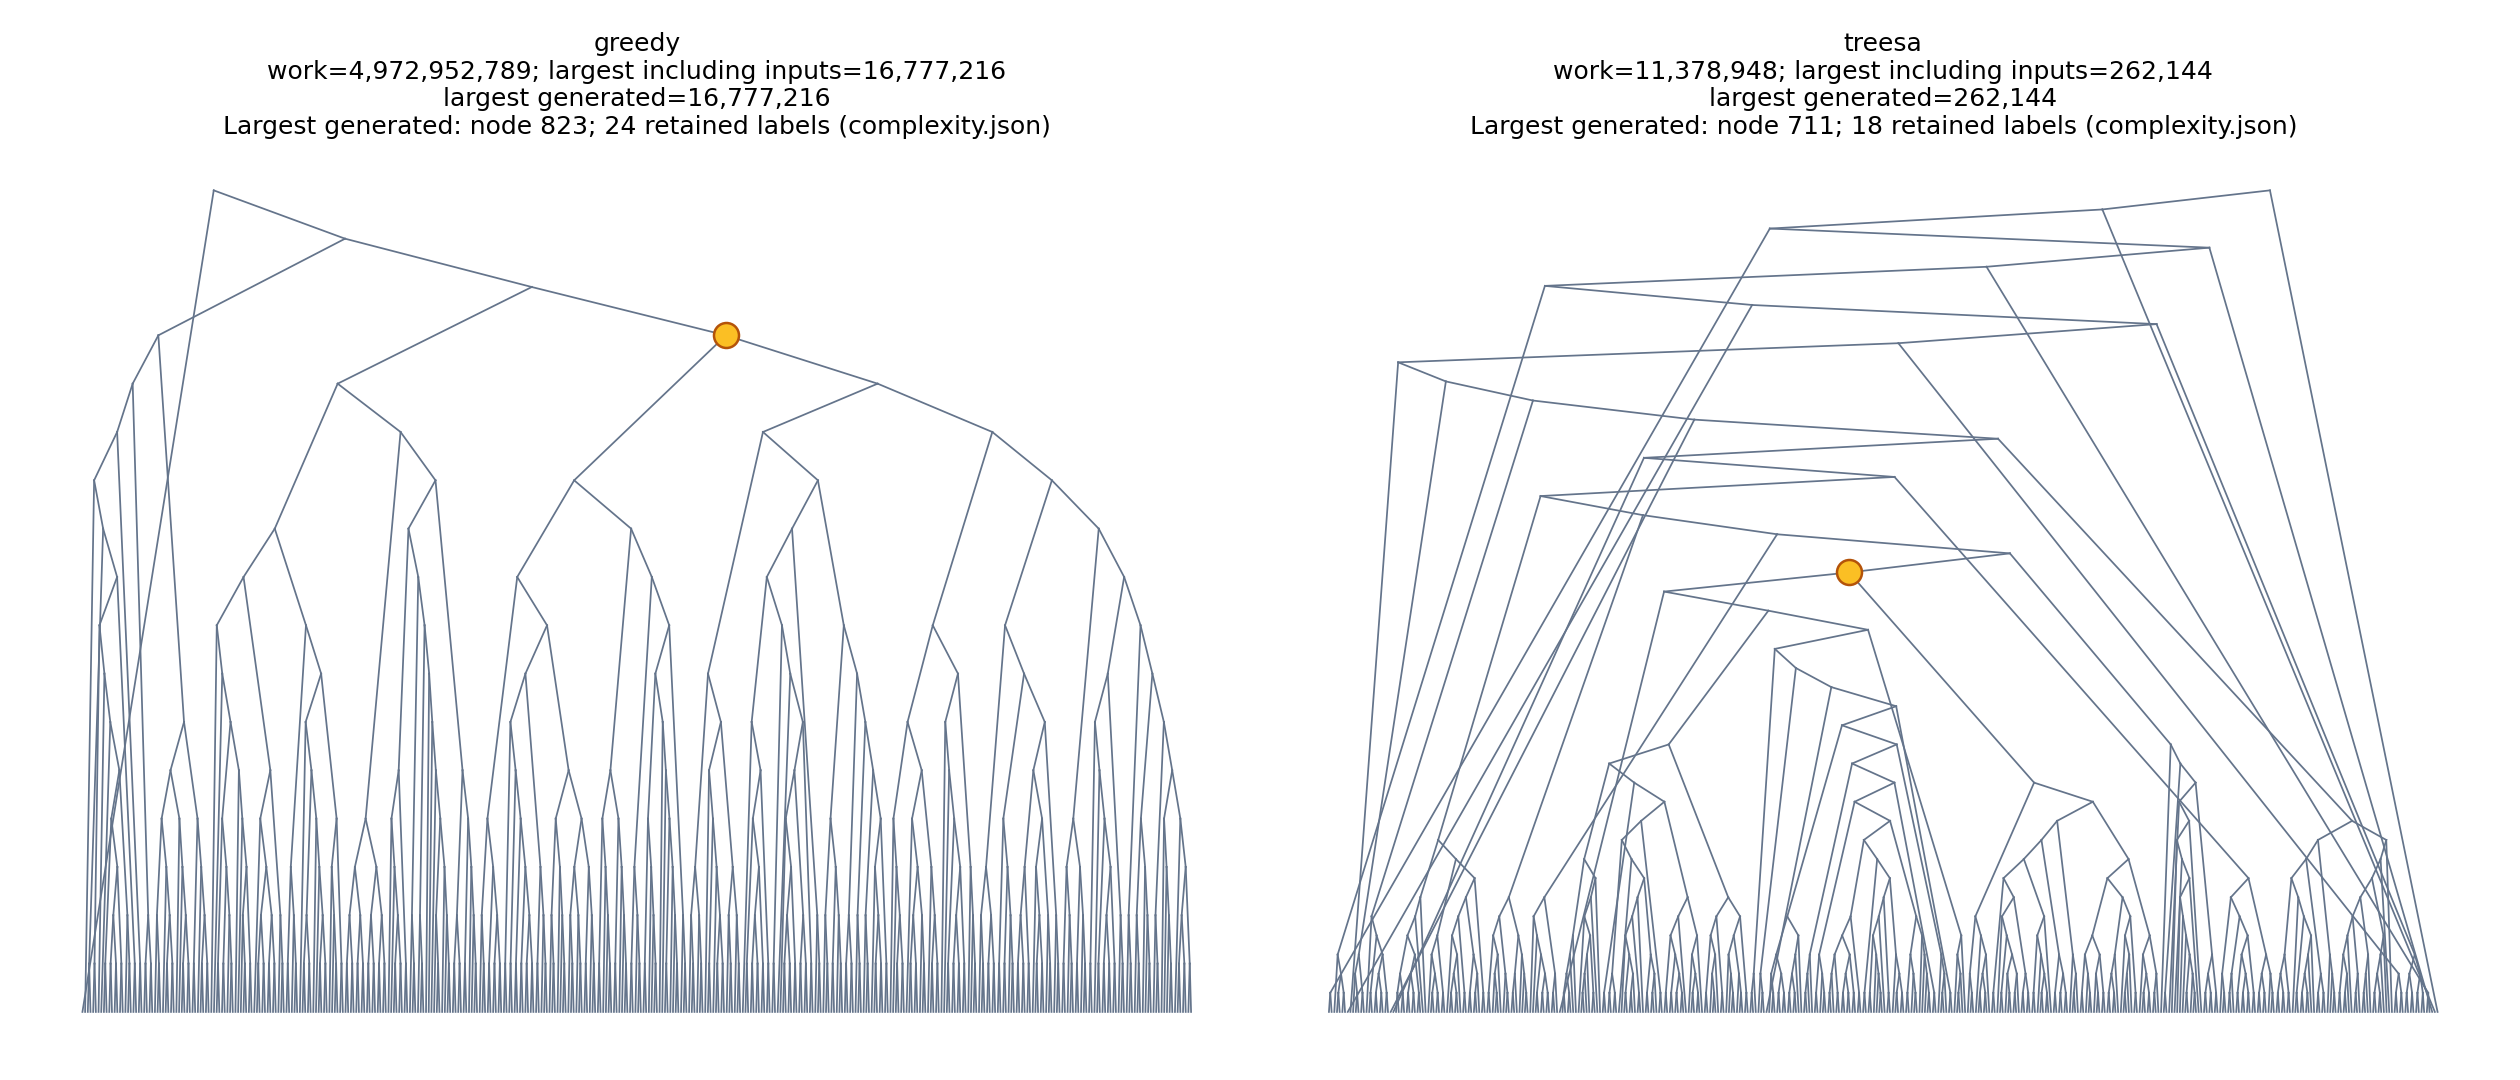 greedy
work=4,972,952,789; largest including inputs=16,777,216
largest generated=16,777,216
Largest generated: node 823; 24 retained labels (complexity.json)
treesa
work=11,378,948; largest including inputs=262,144
largest generated=262,144
Largest generated: node 711; 18 retained labels (complexity.json)